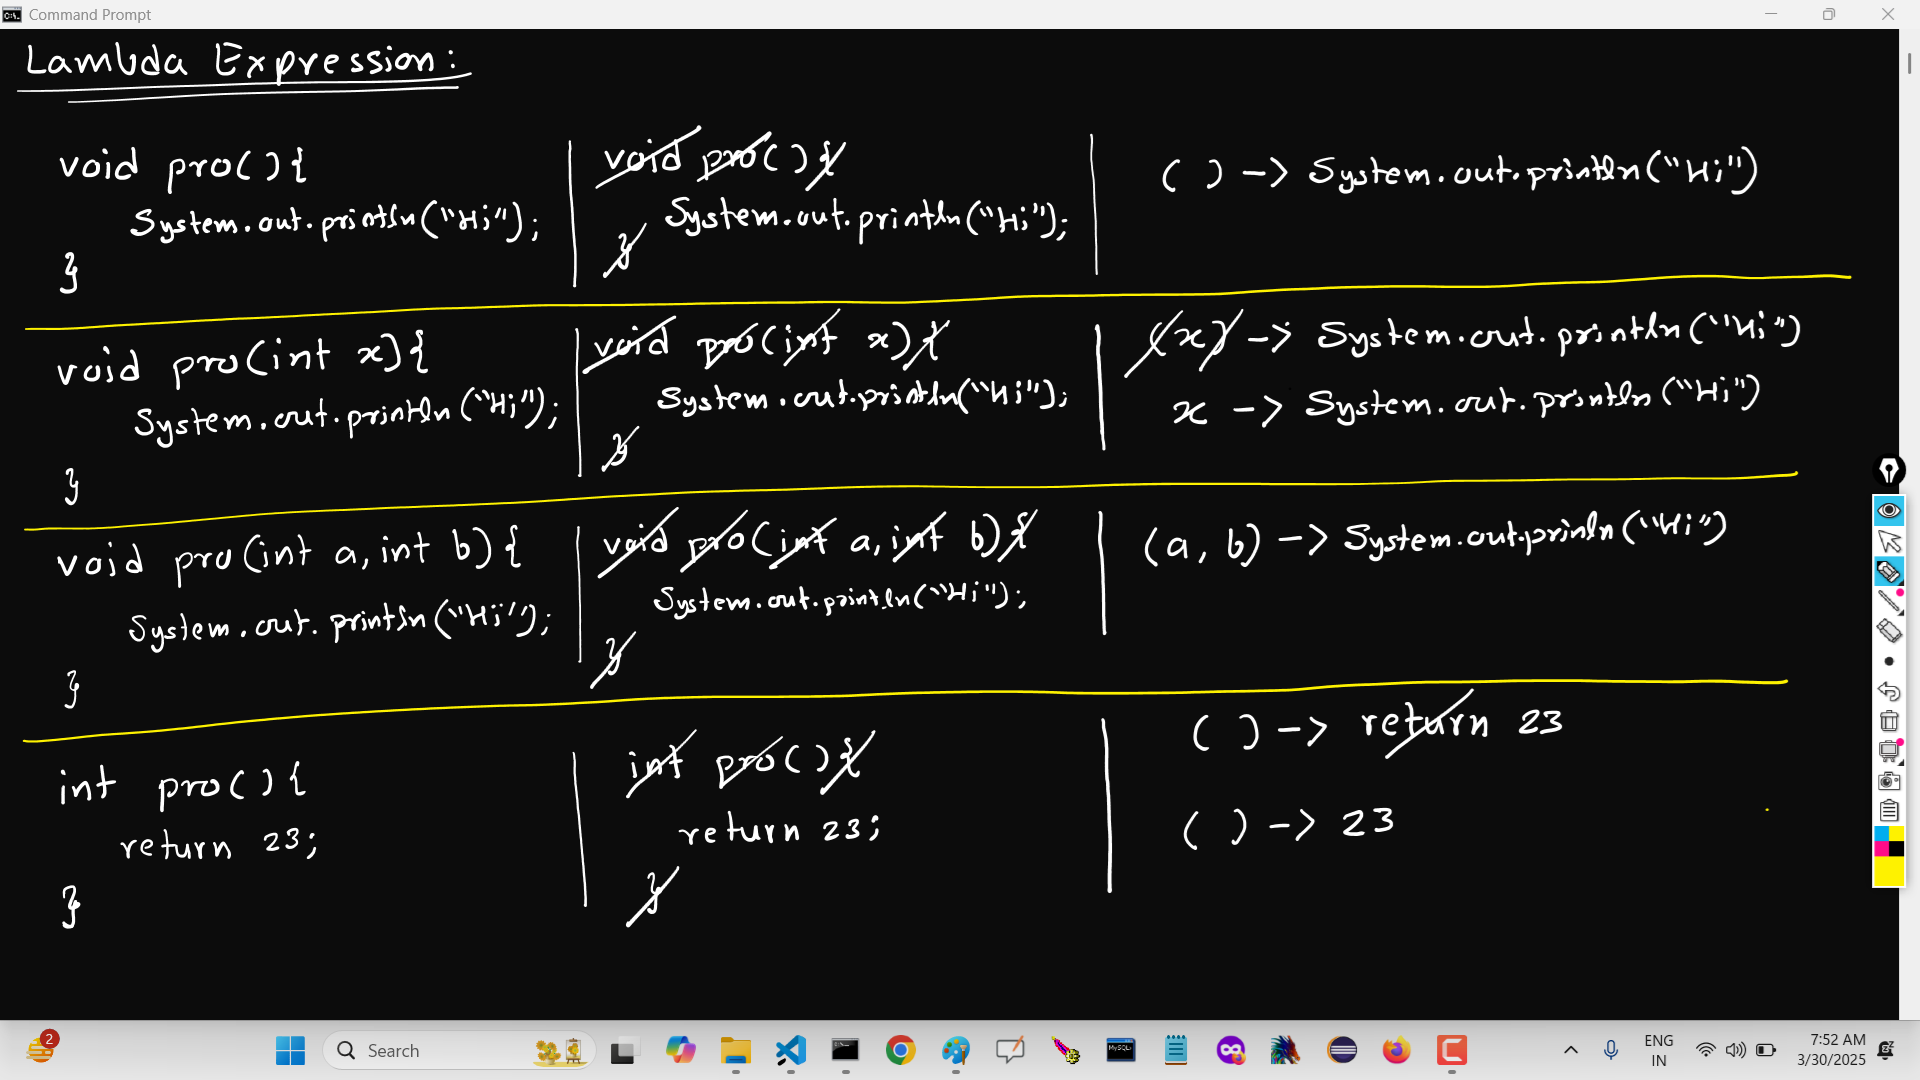 Command Prompt
Lambda Expression:
void pro(){
System.out.println("Hi");
}
void pro(){
System.out.println("Hi");
}
( ) -> System.out.println("Hi")
void pro(int x){
System.out.println("Hi");
}
void pro(int x){
System.out.println("Hi");
}
(x) -> System.out.println("Hi")
x -> System.out.println("Hi")
void pro(int a, int b){
System.out.println("Hi");
}
void pro(int a, int b){
System.out.println("Hi");
}
(a, b) -> System.out.prinln("Hi")
int pro(){
return 23;
}
int pro(){
return 23;
}
( ) -> return 23
( ) -> 23
2
Search
MySQL
ENG
IN
7:52 AM
3/30/2025